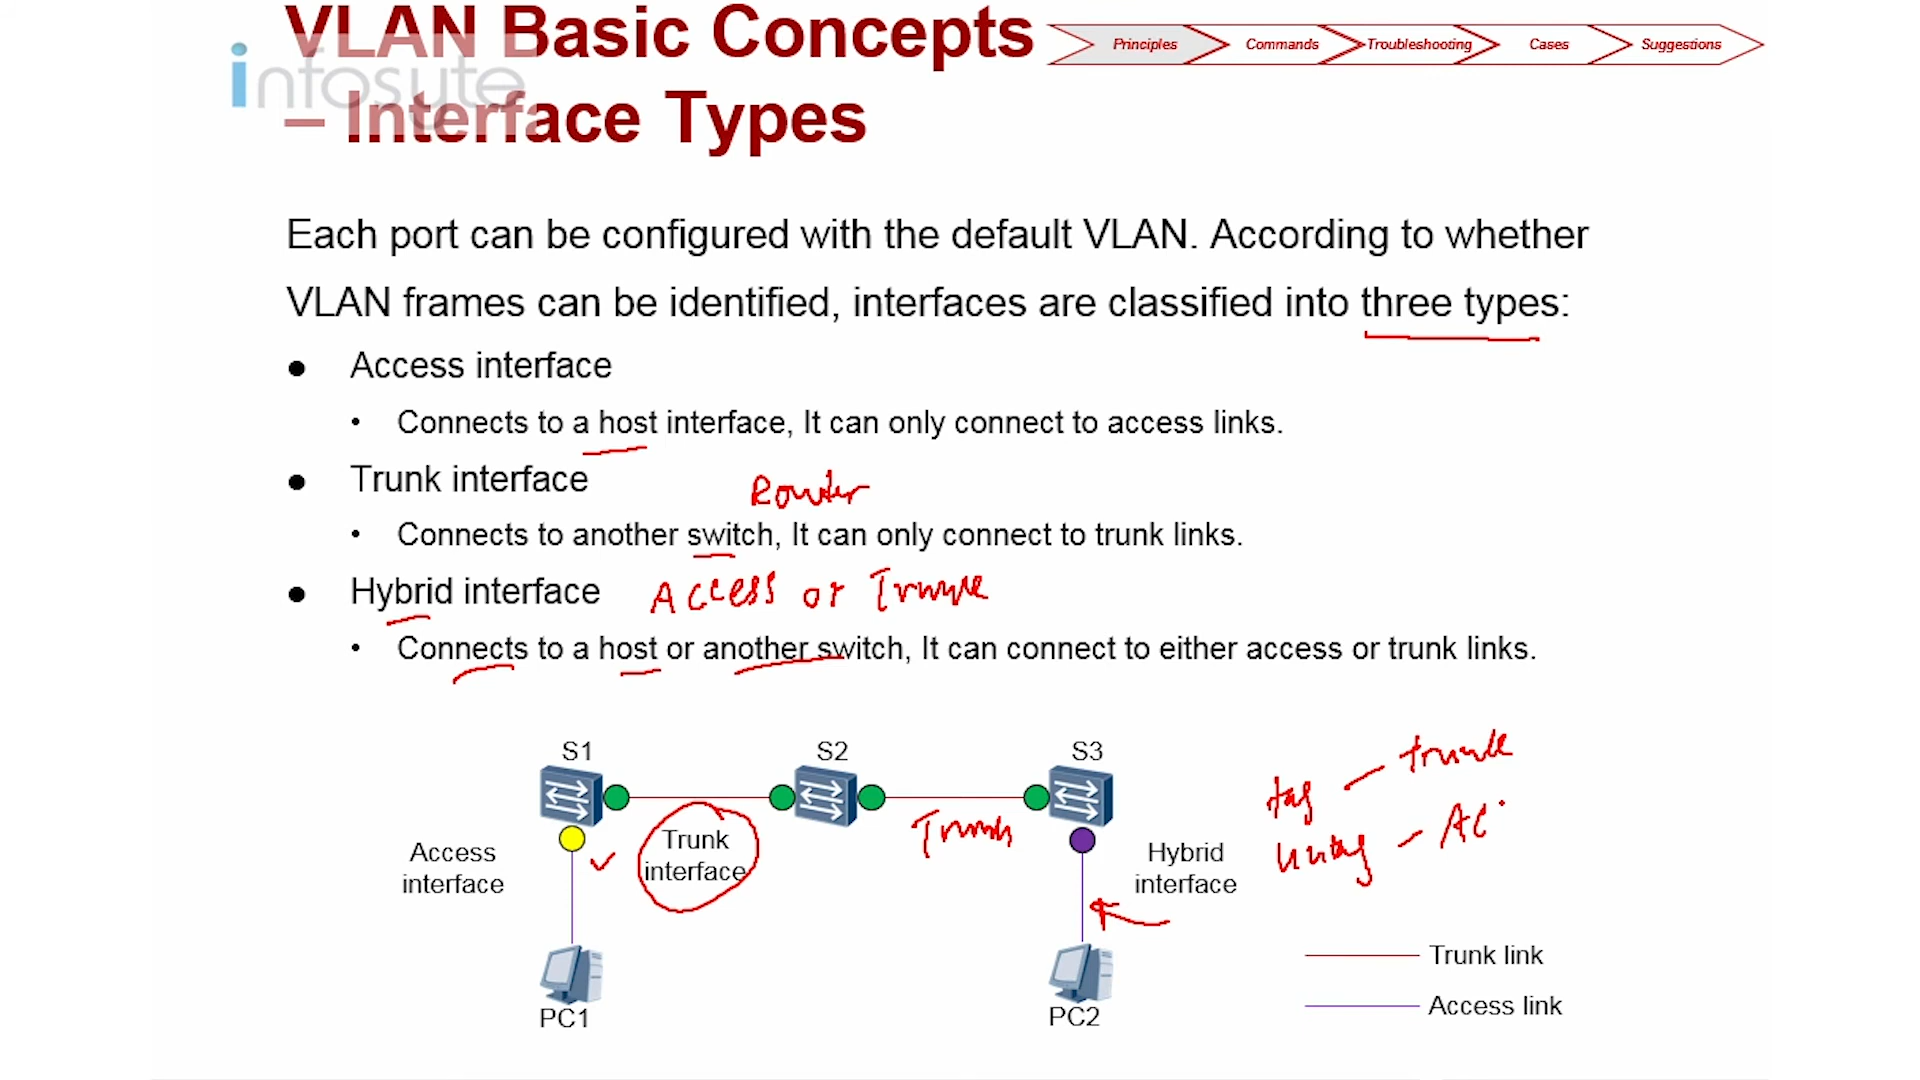 VLAN Basic Concepts
– Interface Types
infosyte
Principles
Commands
Troubleshooting
Cases
Suggestions
Each port can be configured with the default VLAN. According to whether
VLAN frames can be identified, interfaces are classified into three types:
● Access interface
• Connects to a host interface, It can only connect to access links.
● Trunk interface
Router
• Connects to another switch, It can only connect to trunk links.
● Hybrid interface Access or Trunk
• Connects to a host or another switch, It can connect to either access or trunk links.
S1
S2
S3
Access
interface
Trunk
interface
Trunk
Hybrid
interface
tag – trunk
Untag – AC
PC1
PC2
Trunk link
Access link